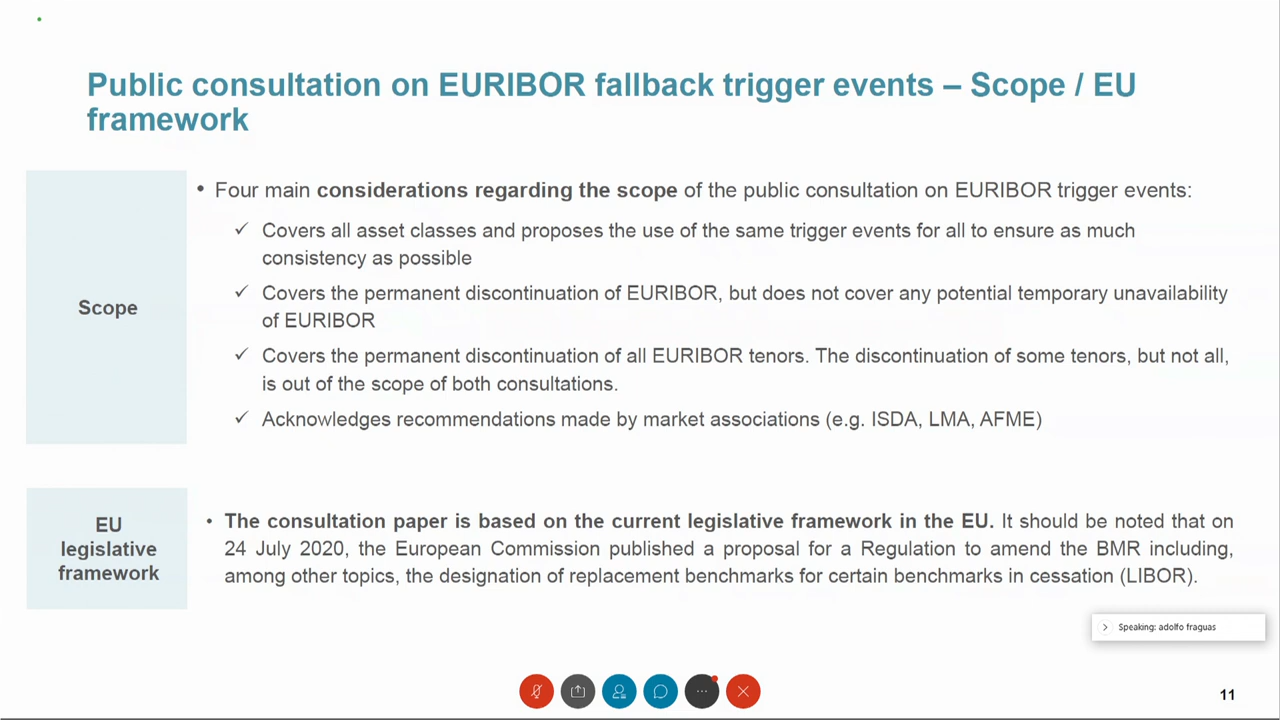 Public consultation on EURIBOR fallback trigger events – Scope / EU
framework
Scope
• Four main considerations regarding the scope of the public consultation on EURIBOR trigger events:
✓ Covers all asset classes and proposes the use of the same trigger events for all to ensure as much
consistency as possible
✓ Covers the permanent discontinuation of EURIBOR, but does not cover any potential temporary unavailability
of EURIBOR
✓ Covers the permanent discontinuation of all EURIBOR tenors. The discontinuation of some tenors, but not all,
is out of the scope of both consultations.
✓ Acknowledges recommendations made by market associations (e.g. ISDA, LMA, AFME)
EU
legislative
framework
• The consultation paper is based on the current legislative framework in the EU. It should be noted that on
24 July 2020, the European Commission published a proposal for a Regulation to amend the BMR including,
among other topics, the designation of replacement benchmarks for certain benchmarks in cessation (LIBOR).
Speaking: adolfo fraguas
11